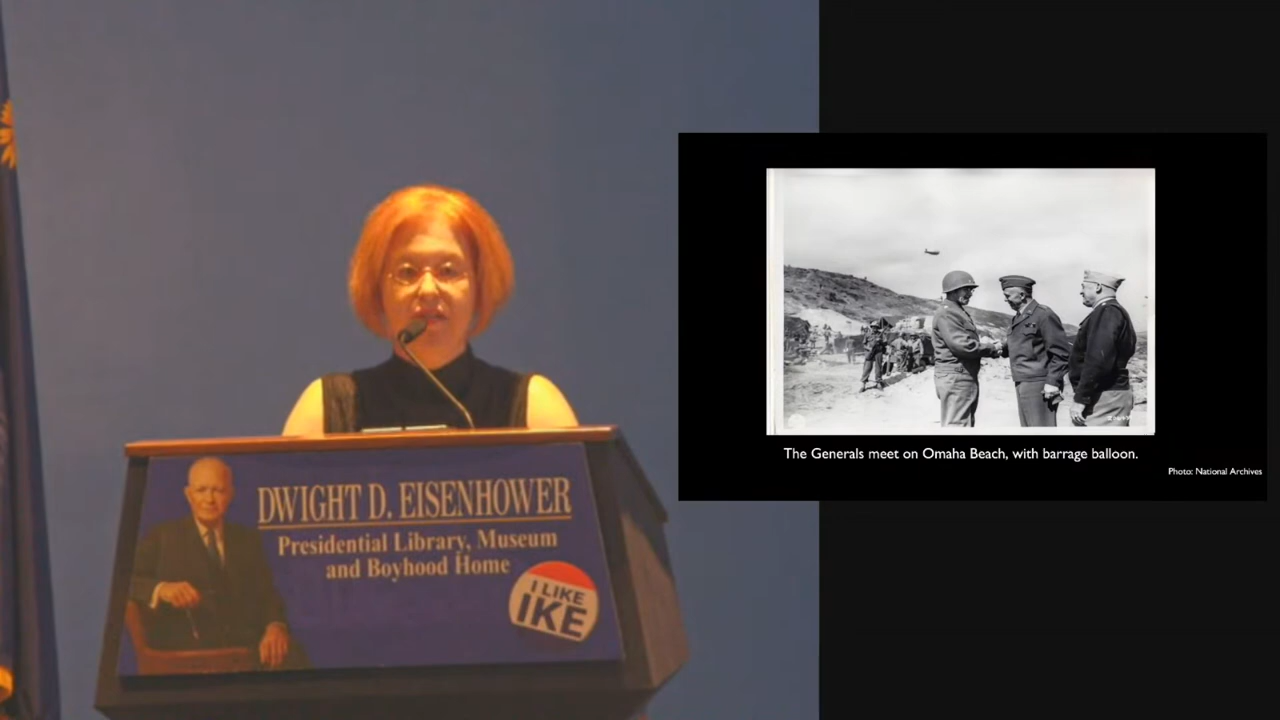 DWIGHT D. EISENHOWER
Presidential Library, Museum
and Boyhood Home
I LIKE
IKE
The Generals meet on Omaha Beach, with barrage balloon.
Photo: National Archives